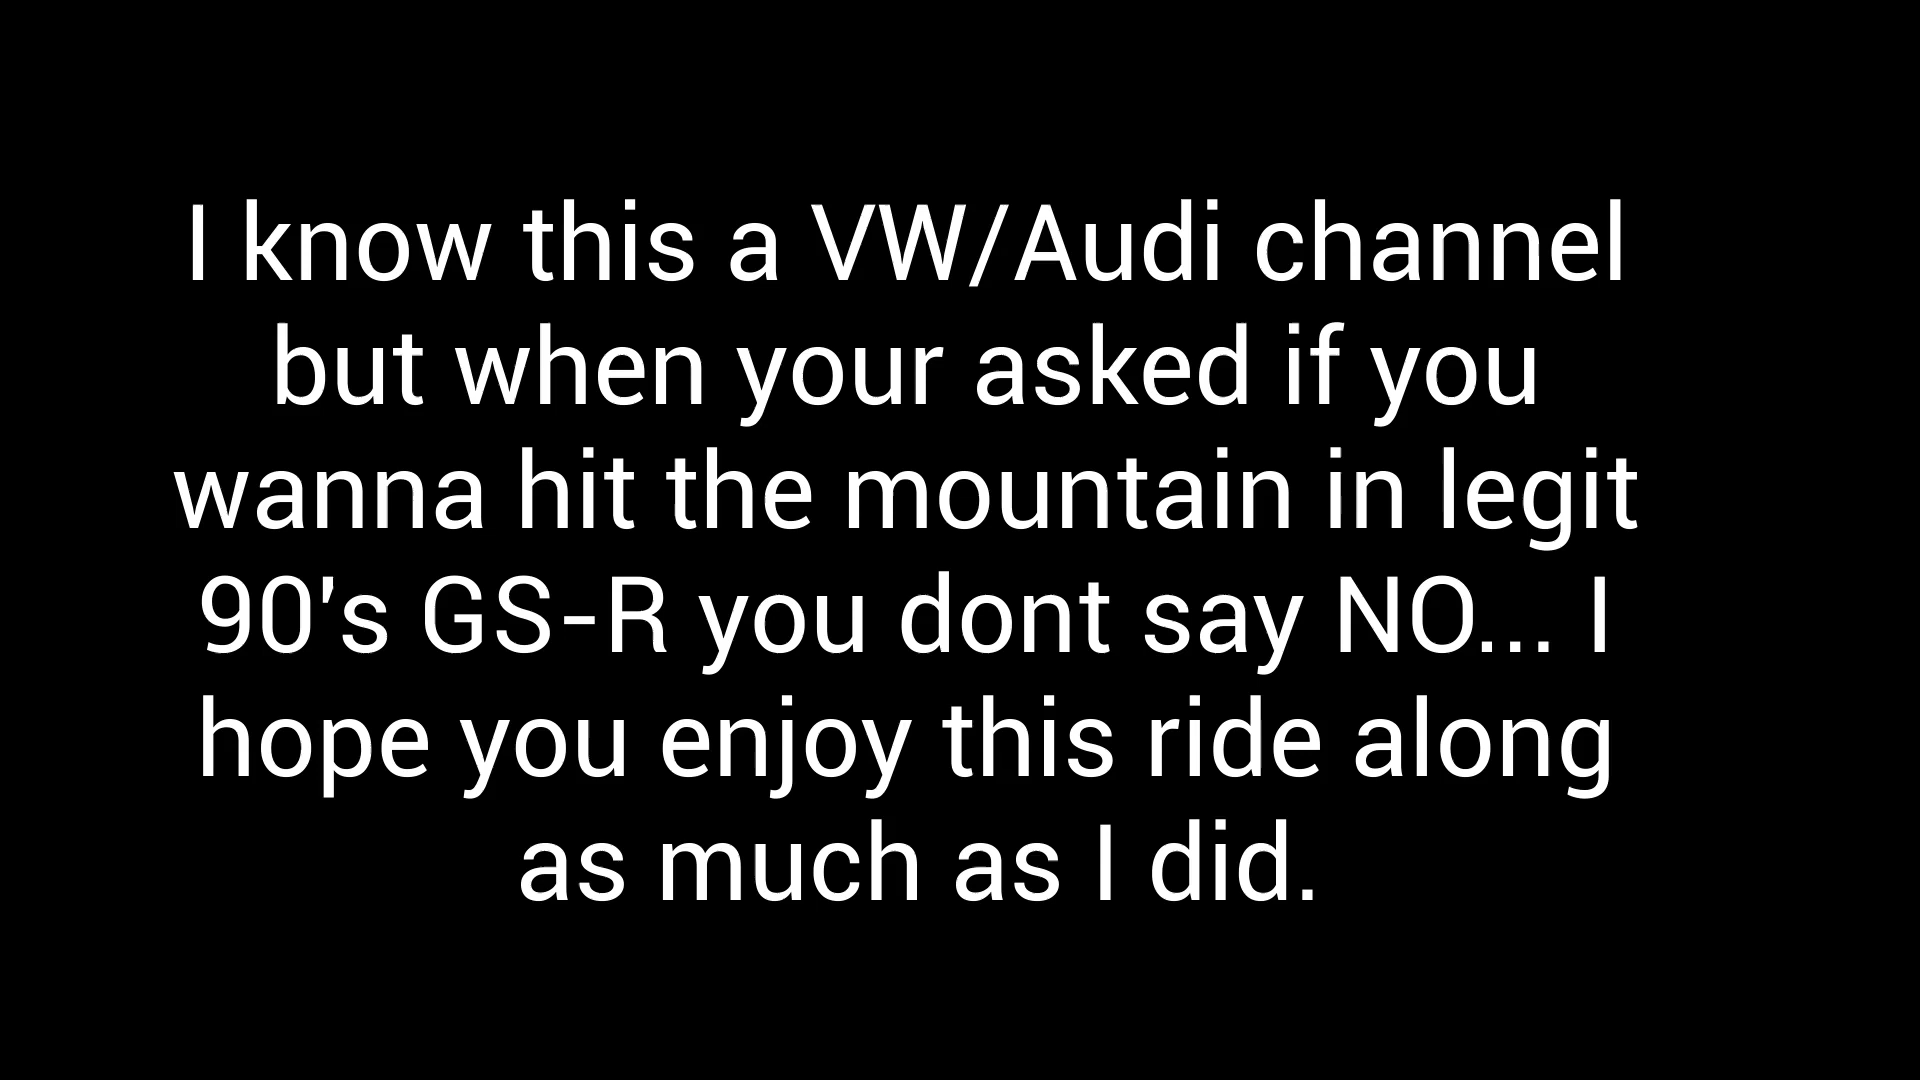 I know this a VW/Audi channel
but when your asked if you
wanna hit the mountain in legit
90's GS-R you dont say NO... I
hope you enjoy this ride along
as much as I did.